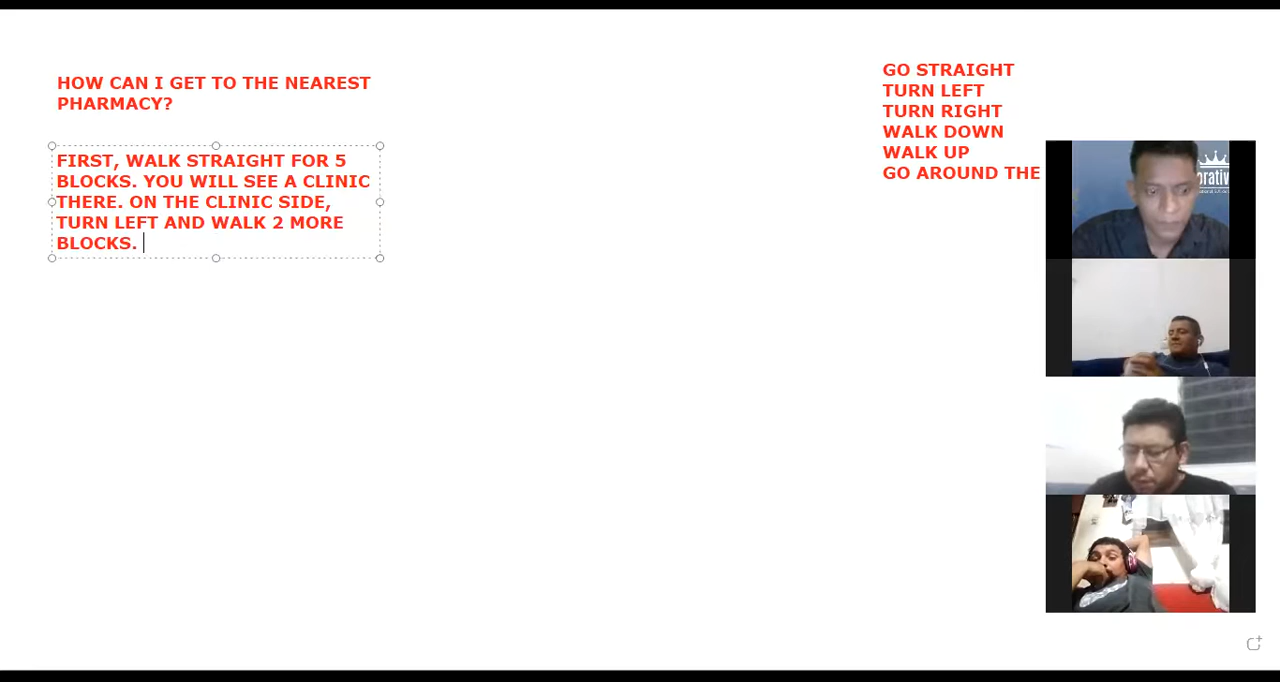 HOW CAN I GET TO THE NEAREST
PHARMACY?
FIRST, WALK STRAIGHT FOR 5
BLOCKS. YOU WILL SEE A CLINIC
THERE. ON THE CLINIC SIDE,
TURN LEFT AND WALK 2 MORE
BLOCKS.
GO STRAIGHT
TURN LEFT
TURN RIGHT
WALK DOWN
WALK UP
GO AROUND THE